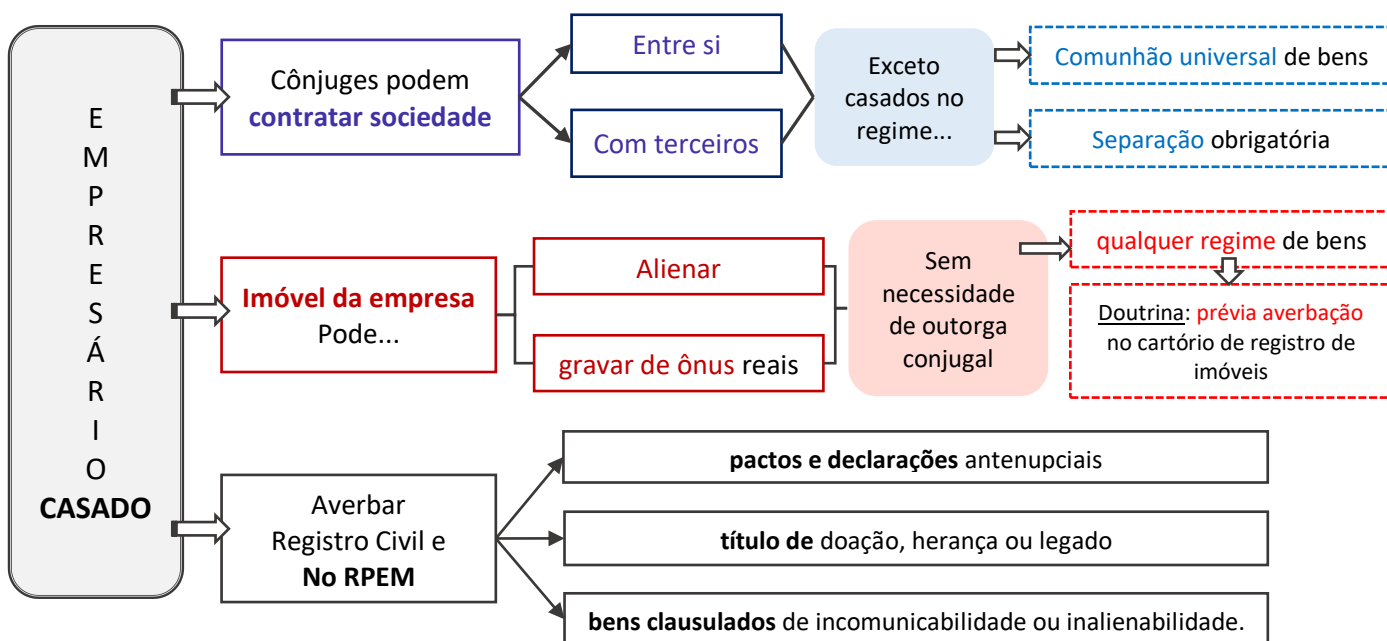 E
M
P
R
E
S
Á
R
I
O
CASADO
Cônjuges podem
contratar sociedade
Entre si
Com terceiros
Exceto
casados no
regime...
Comunhão universal de bens
Separação obrigatória
Imóvel da empresa
Pode...
Alienar
gravar de ônus reais
Sem
necessidade
de outorga
conjugal
qualquer regime de bens
Doutrina: prévia averbação
no cartório de registro de
imóveis
Averbar
Registro Civil e
No RPEM
pactos e declarações antenupciais
título de doação, herança ou legado
bens clausulados de incomunicabilidade ou inalienabilidade.